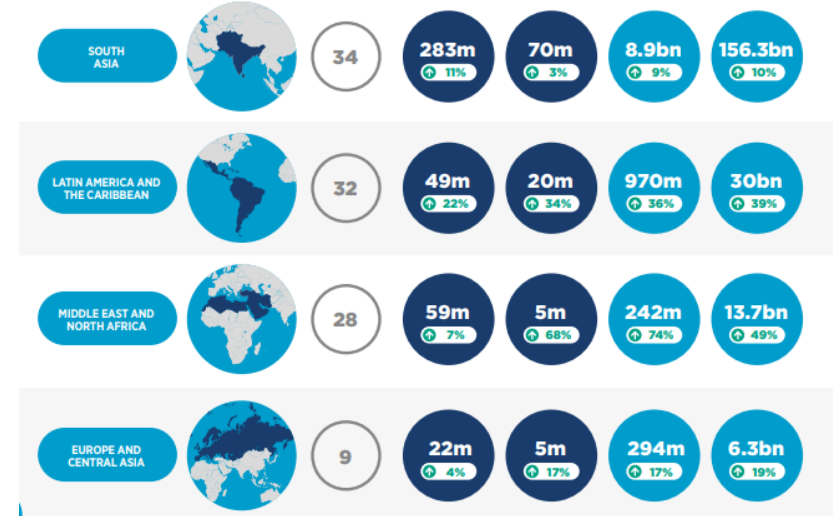 SOUTH
ASIA
34
283m
11%
70m
3%
8.9bn
9%
156.3bn
10%
LATIN AMERICA AND
THE CARIBBEAN
32
49m
22%
20m
34%
970m
36%
30bn
39%
MIDDLE EAST AND
NORTH AFRICA
28
59m
7%
5m
68%
242m
74%
13.7bn
49%
EUROPE AND
CENTRAL ASIA
9
22m
4%
5m
17%
294m
17%
6.3bn
19%